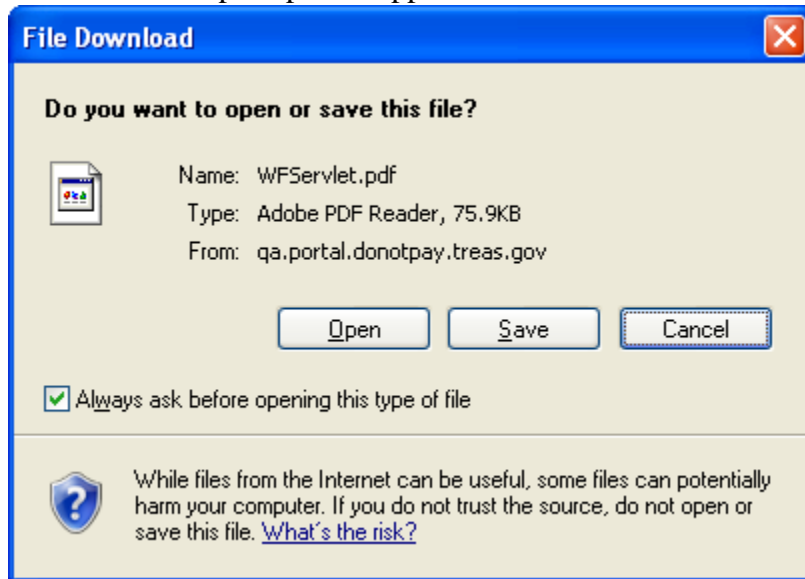 File Download
Do you want to open or save this file?
Name: WFServlet.pdf
Type: Adobe PDF Reader, 75.9KB
From: qa.portal.donotpay.treas.gov
Open Save Cancel
Always ask before opening this type of file
While files from the Internet can be useful, some files can potentially
harm your computer. If you do not trust the source, do not open or
save this file. What's the risk?